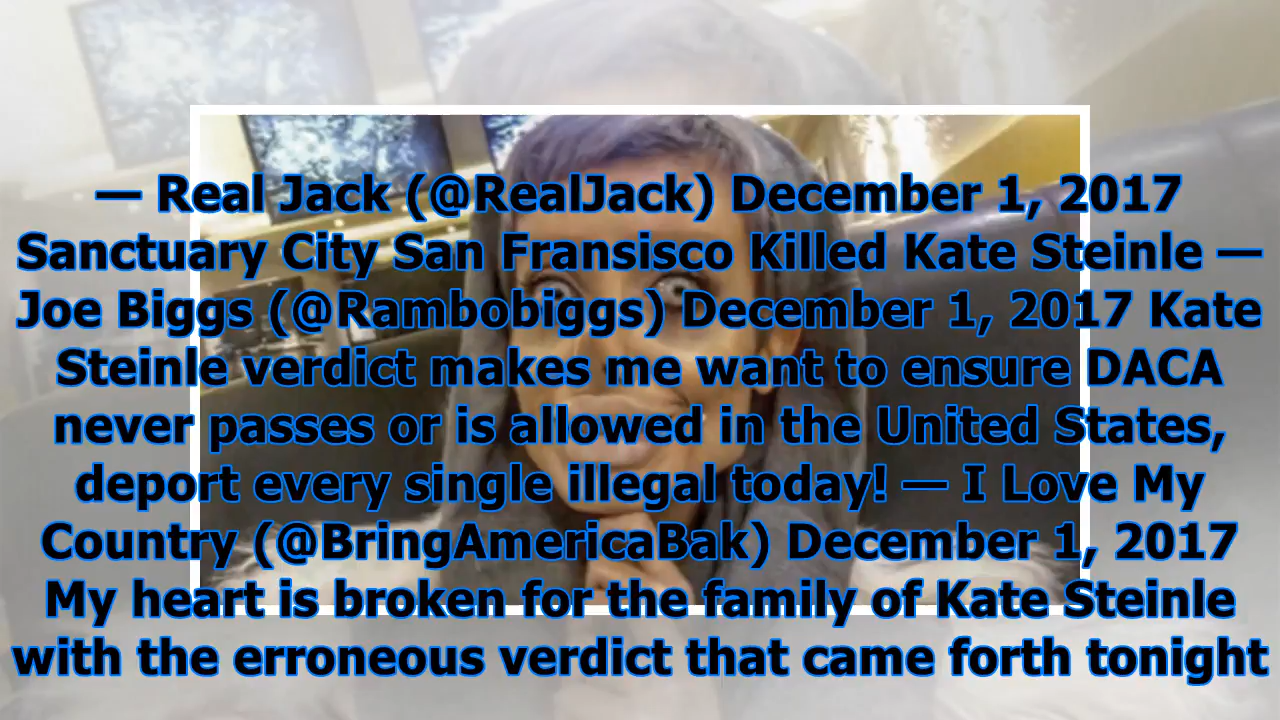 — Real Jack (@RealJack) December 1, 2017
Sanctuary City San Fransisco Killed Kate Steinle —
Joe Biggs (@Rambobiggs) December 1, 2017 Kate
Steinle verdict makes me want to ensure DACA
never passes or is allowed in the United States,
deport every single illegal today! — I Love My
Country (@BringAmericaBak) December 1, 2017
My heart is broken for the family of Kate Steinle
with the erroneous verdict that came forth tonight